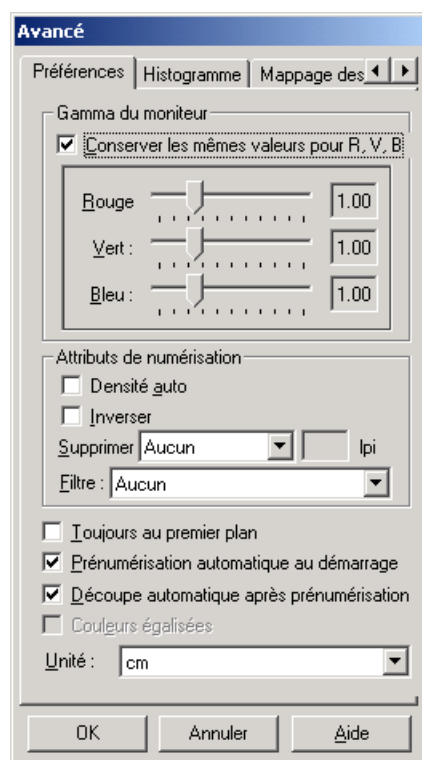 Avancé
Préférences Histogramme Mappage des
Gamma du moniteur
Conserver les mêmes valeurs pour R, V, B
Rouge 1.00
Vert : 1.00
Bleu : 1.00
Attributs de numérisation
Densité auto
Inverser
Supprimer Aucun lpi
Filtre : Aucun
Toujours au premier plan
Prénumérisation automatique au démarrage
Découpe automatique après prénumérisation
Couleurs égalisées
Unité : cm
OK Annuler Aide